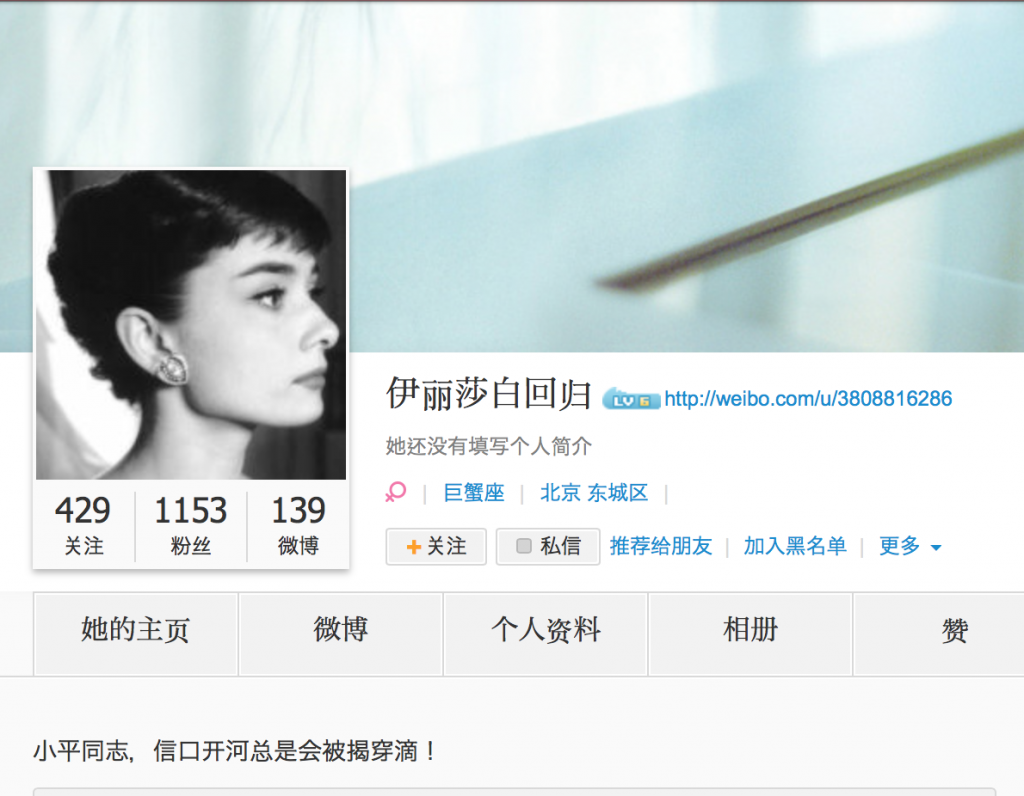 伊丽莎白回归 LV 6 http://weibo.com/u/3808816286
她还没有填写个人简介
巨蟹座 | 北京 东城区 |
429 1153 139
关注 粉丝 微博
+关注 私信 推荐给朋友 | 加入黑名单 | 更多
她的主页 微博 个人资料 相册 赞
小平同志，信口开河总是会被揭穿滴！